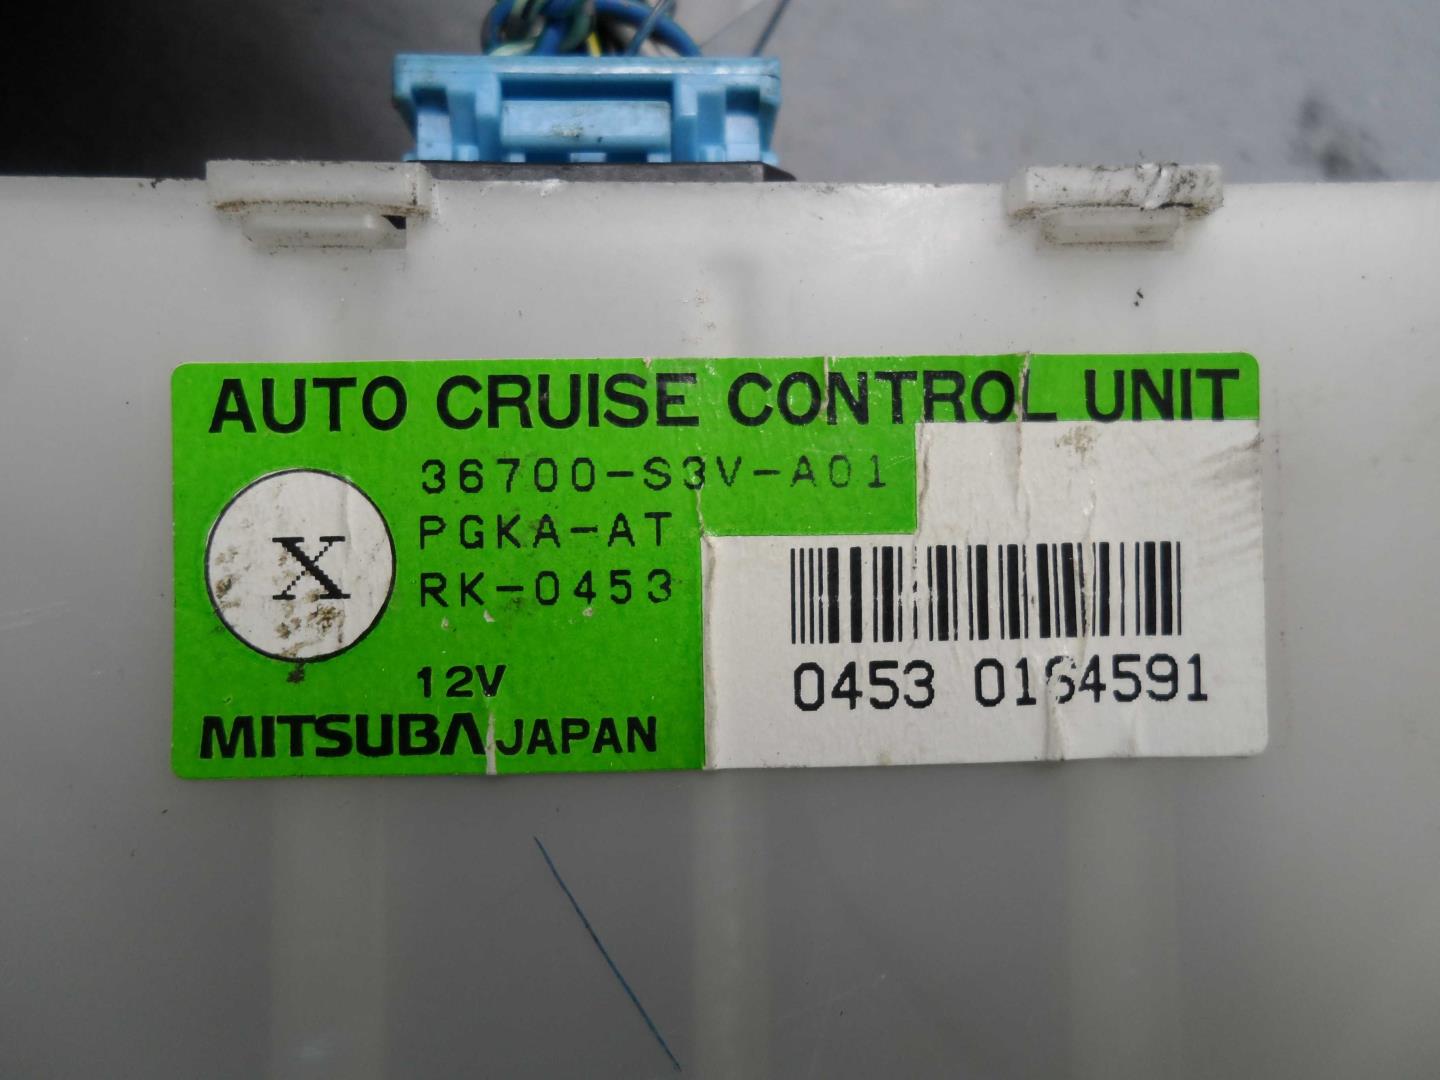 AUTO CRUISE CONTROL UNIT
36700-S3V-A01
PGKA-AT
X
RK-0453
0453 0164591
12V
MITSUBA JAPAN